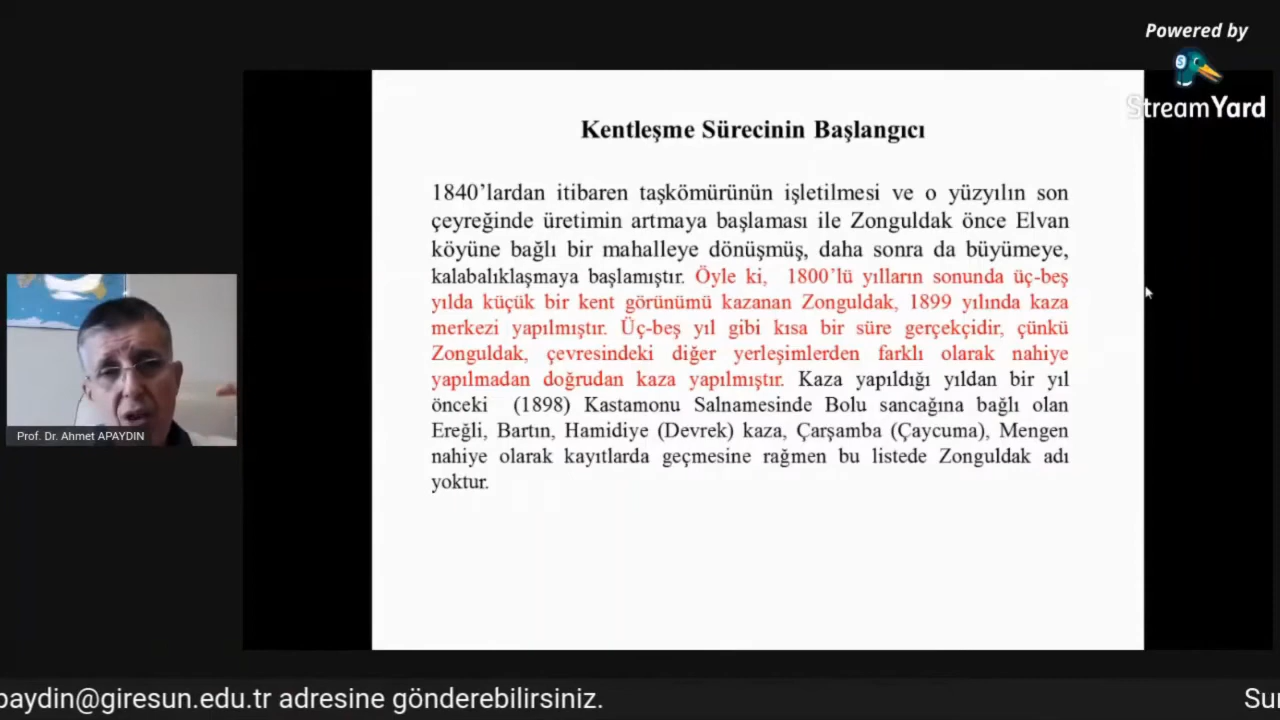 Powered by
StreamYard
Kentleşme Sürecinin Başlangıcı
1840’lardan itibaren taşkömürünün işletilmesi ve o yüzyılın son
çeyreğinde üretimin artmaya başlaması ile Zonguldak önce Elvan
köyüne bağlı bir mahalleye dönüşmüş, daha sonra da büyümeye,
kalabalıklaşmaya başlamıştır. Öyle ki, 1800’lü yılların sonunda üç-beş
yılda küçük bir kent görünümü kazanan Zonguldak, 1899 yılında kaza
merkezi yapılmıştır. Üç-beş yıl gibi kısa bir süre gerçekçidir, çünkü
Zonguldak, çevresindeki diğer yerleşimlerden farklı olarak nahiye
yapılmadan doğrudan kaza yapılmıştır. Kaza yapıldığı yıldan bir yıl
önceki (1898) Kastamonu Salnamesinde Bolu sancağına bağlı olan
Ereğli, Bartın, Hamidiye (Devrek) kaza, Çarşamba (Çaycuma), Mengen
nahiye olarak kayıtlarda geçmesine rağmen bu listede Zonguldak adı
yoktur.
Prof. Dr. Ahmet APAYDIN
paydin@giresun.edu.tr adresine gönderebilirsiniz.